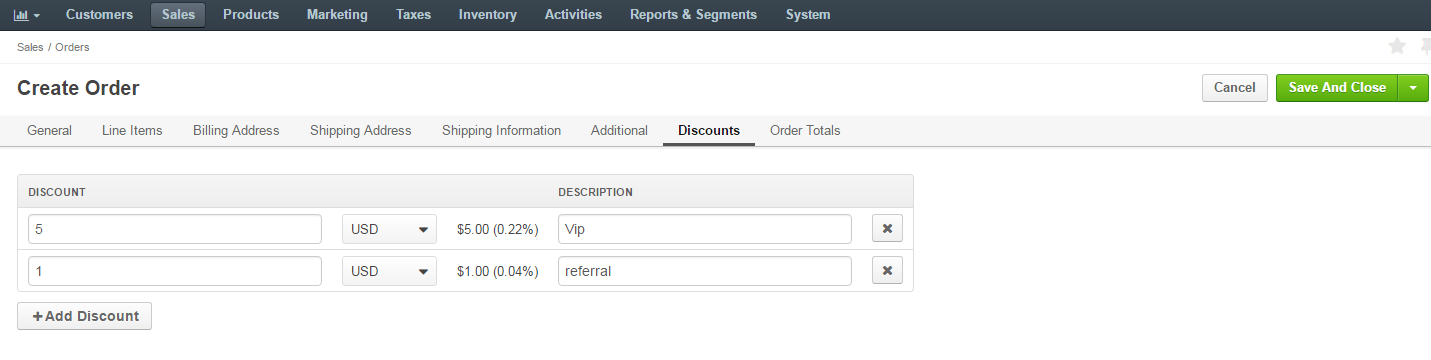 Customers Sales Products Marketing Taxes Inventory Activities Reports & Segments System
Sales / Orders
Create Order Cancel Save And Close
General Line Items Billing Address Shipping Address Shipping Information Additional Discounts Order Totals
DISCOUNT DESCRIPTION
5 USD $5.00 (0.22%) Vip
1 USD $1.00 (0.04%) referral
+Add Discount